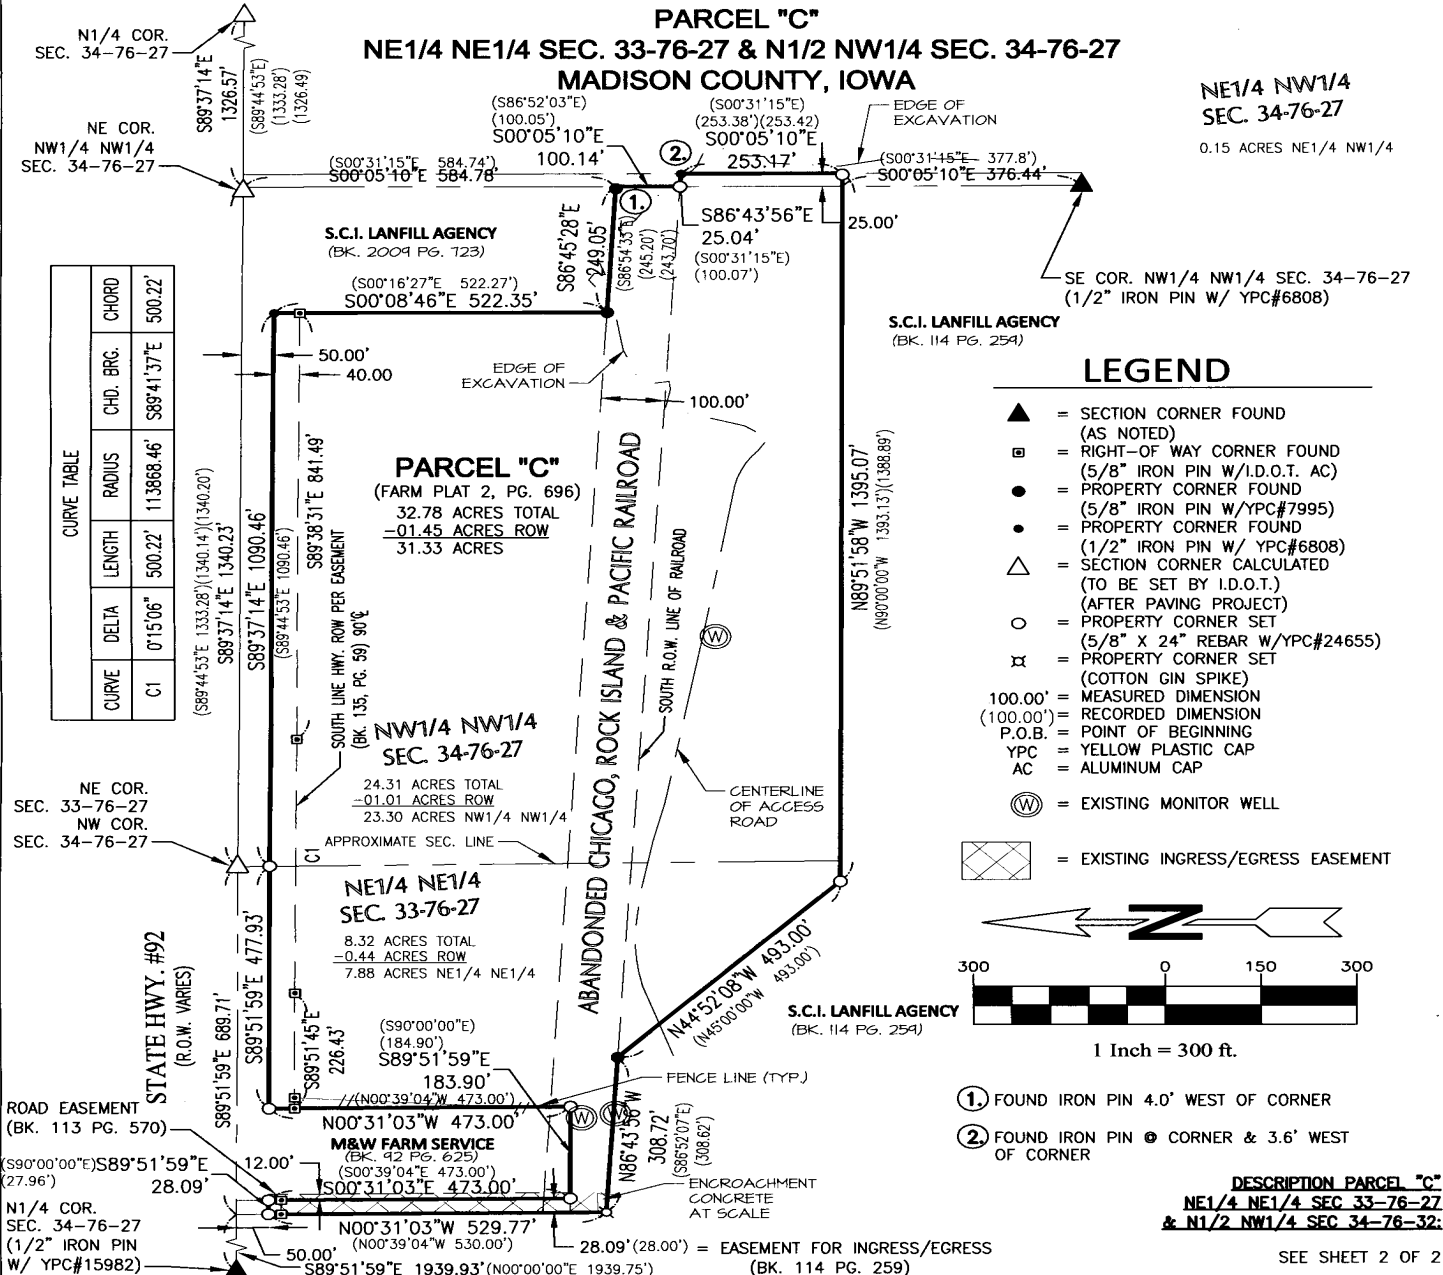 PARCEL "C"
NE1/4 NE1/4 SEC. 33-76-27 & N1/2 NW1/4 SEC. 34-76-27
MADISON COUNTY, IOWA
N1/4 COR.
SEC. 34-76-27
S89°37'14"E
1326.57'
(S89°44'53"E)
(1333.28')
(1326.49)
NE COR.
NW1/4 NW1/4
SEC. 34-76-27
(S86°52'03"E)
(100.05')
S00°05'10"E
100.14'
(S00°31'15"E)
(253.38')(253.42)
S00°05'10"E
253.17'
2.
EDGE OF
EXCAVATION
NE1/4 NW1/4
SEC. 34-76-27
0.15 ACRES NE1/4 NW1/4
(S00°31'15"E 584.74')
S00°05'10"E 584.78'
(S00°31'15"E 377.8')
S00°05'10"E 376.44'
1.
S86°43'56"E
25.04'
(S00°31'15"E)
(100.07')
25.00'
S.C.I. LANFILL AGENCY
(BK. 2009 PG. 723)
S86°45'28"E
249.05'
(S86°54'35"E)
(245.20')
(243.70')
(S00°16'27"E 522.27')
S00°08'46"E 522.35'
SE COR. NW1/4 NW1/4 SEC. 34-76-27
(1/2" IRON PIN W/ YPC#6808)
S.C.I. LANFILL AGENCY
(BK. 114 PG. 259)
50.00'
40.00
EDGE OF
EXCAVATION
100.00'
CURVE TABLE
CURVE DELTA LENGTH RADIUS CHD. BRG. CHORD
C1 0°15'06" 500.22' 113868.46' S89°41'37"E 500.22'
PARCEL "C"
(FARM PLAT 2, PG. 696)
32.78 ACRES TOTAL
-01.45 ACRES ROW
31.33 ACRES
(S89°44'53"E 1333.28')(1340.14')(1340.20')
S89°37'14"E 1340.23'
S89°37'14"E 1090.46'
(S89°44'53"E 1090.46')
S89°38'31"E 841.49'
SOUTH LINE HWY. ROW PER EASEMENT
(BK. 135, PG. 59) 90'℄
ABANDONDED CHICAGO, ROCK ISLAND & PACIFIC RAILROAD
SOUTH R.O.W. LINE OF RAILROAD
N89°51'58"W 1395.07'
(N90°00'00"W 1393.13')(1388.89')
LEGEND
= SECTION CORNER FOUND
(AS NOTED)
= RIGHT-OF WAY CORNER FOUND
(5/8" IRON PIN W/I.D.O.T. AC)
= PROPERTY CORNER FOUND
(5/8" IRON PIN W/YPC#7995)
= PROPERTY CORNER FOUND
(1/2" IRON PIN W/ YPC#6808)
= SECTION CORNER CALCULATED
(TO BE SET BY I.D.O.T.)
(AFTER PAVING PROJECT)
= PROPERTY CORNER SET
(5/8" X 24" REBAR W/YPC#24655)
= PROPERTY CORNER SET
(COTTON GIN SPIKE)
100.00' = MEASURED DIMENSION
(100.00') = RECORDED DIMENSION
P.O.B. = POINT OF BEGINNING
YPC = YELLOW PLASTIC CAP
AC = ALUMINUM CAP
W = EXISTING MONITOR WELL
= EXISTING INGRESS/EGRESS EASEMENT
W
NW1/4 NW1/4
SEC. 34-76-27
24.31 ACRES TOTAL
-01.01 ACRES ROW
23.30 ACRES NW1/4 NW1/4
CENTERLINE
OF ACCESS
ROAD
NE COR.
SEC. 33-76-27
NW COR.
SEC. 34-76-27
C1
APPROXIMATE SEC. LINE
NE1/4 NE1/4
SEC. 33-76-27
8.32 ACRES TOTAL
-0.44 ACRES ROW
7.88 ACRES NE1/4 NE1/4
STATE HWY. #92
(R.O.W. VARIES)
S89°51'59"E 689.71'
S89°51'59"E 477.93'
S89°51'45"E
226.43'
(S90°00'00"E)
(184.90')
S89°51'59"E
183.90'
N44°52'08"W 493.00'
(N45°00'00"W 493.00')
S.C.I. LANFILL AGENCY
(BK. 114 PG. 259)
N
300 0 150 300
1 Inch = 300 ft.
FENCE LINE (TYP.)
(N00°39'04"W 473.00')
N00°31'03"W 473.00'
W
W
M&W FARM SERVICE
(BK. 92 PG. 625)
(S00°39'04"E 473.00')
S00°31'03"E 473.00'
N86°43'56"W
308.72'
(S86°52'07"E)
(308.62')
ROAD EASEMENT
(BK. 113 PG. 570)
(S90°00'00"E) S89°51'59"E
(27.96') 28.09'
12.00'
ENCROACHMENT
CONCRETE
AT SCALE
1. FOUND IRON PIN 4.0' WEST OF CORNER
2. FOUND IRON PIN @ CORNER & 3.6' WEST
OF CORNER
N1/4 COR.
SEC. 34-76-27
(1/2" IRON PIN
W/ YPC#15982)
N00°31'03"W 529.77'
(N00°39'04"W 530.00')
50.00'
28.09'(28.00') = EASEMENT FOR INGRESS/EGRESS
(BK. 114 PG. 259)
S89°51'59"E 1939.93'(N00°00'00"E 1939.75')
DESCRIPTION PARCEL "C"
NE1/4 NE1/4 SEC 33-76-27
& N1/2 NW1/4 SEC 34-76-32:
SEE SHEET 2 OF 2